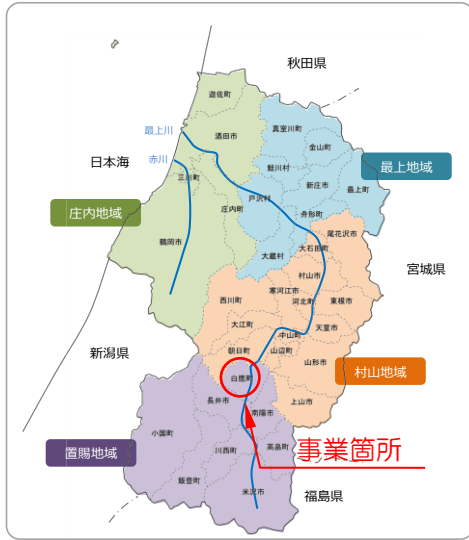 秋田県
遊佐町
最上川
酒田市
真室川町
金山町
日本海
赤川
三川町
鮭川村
新庄市
最上町
最上地域
戸沢村
庄内町
舟形町
庄内地域
鶴岡市
大蔵村
大石田町
尾花沢市
宮城県
村山市
西川町
寒河江市
河北町
東根市
大江町
中山町
天童市
新潟県
朝日町
山辺町
山形市
村山地域
白鷹町
長井市
上山市
南陽市
小国町
置賜地域
川西町
高畠町
事業箇所
飯豊町
米沢市
福島県